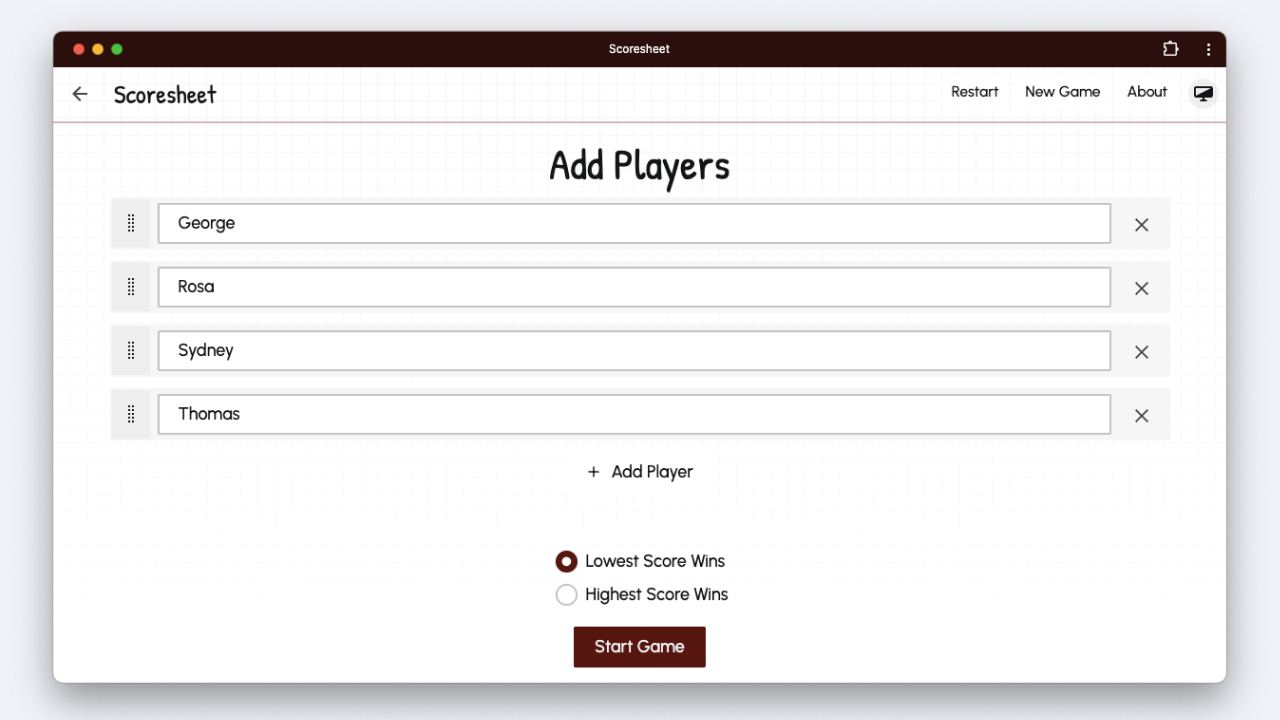 Scoresheet
Scoresheet
Restart
New Game
About
Add Players
George
Rosa
Sydney
Thomas
+ Add Player
Lowest Score Wins
Highest Score Wins
Start Game